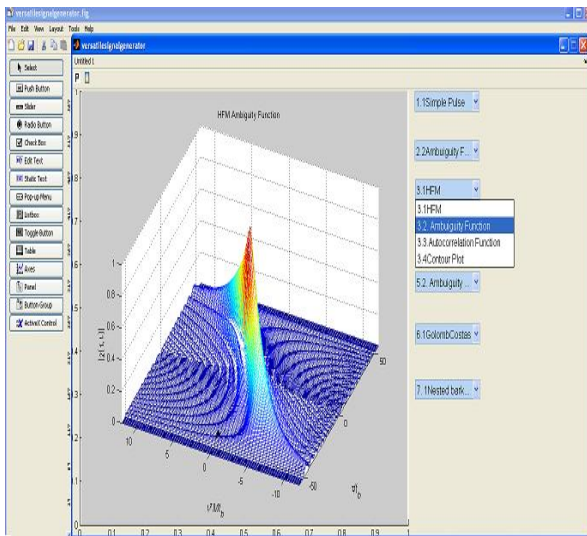 versatilesignalgenerator.fig
File Edit View Layout Tools Help
versatilesignalgenerator
Untitled 1
P
Select
Push Button
Slider
Radio Button
Check Box
Edit Text
Static Text
Pop-up Menu
Listbox
Toggle Button
Table
Axes
Panel
Button Group
ActiveX Control
HFM Ambiguity Function
1
0.8
0.6
0.4
0.2
0
10
5
0
-5
-10
50
0
-50
1
0.9
0.8
0.7
0.6
0.5
0.4
0.3
0.2
0.1
0
0 0.1 0.2 0.3 0.4 0.5 0.6 0.7 0.8 0.9 1
1.1Simple Pulse
2.2Ambuiguity F...
3.1HFM
3.1HFM
3.2. Ambiguity Function
3.3.Autocorrelation Function
3.4Contour Plot
5.2. Ambiguity ...
6.1GolombCostas
7.1Nested bark...